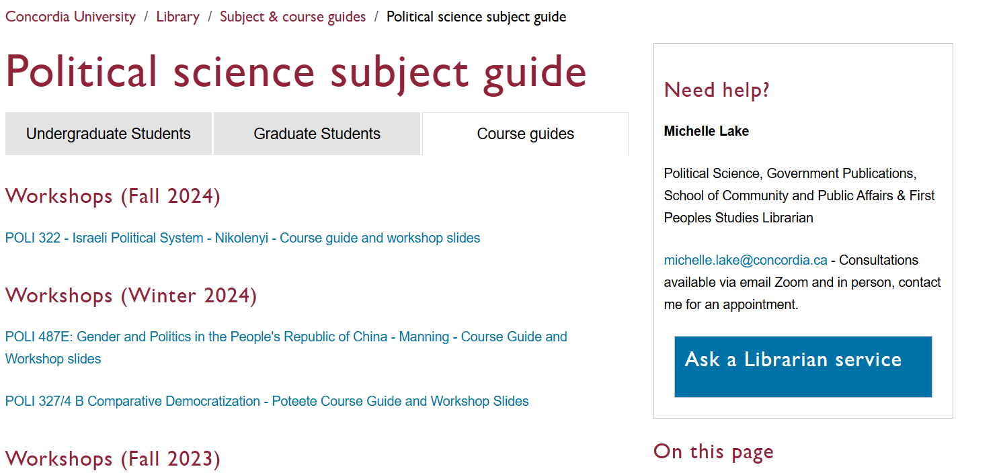 Concordia University / Library / Subject & course guides / Political science subject guide
Political science subject guide
Undergraduate Students
Graduate Students
Course guides
Workshops (Fall 2024)
POLI 322 - Israeli Political System - Nikolenyi - Course guide and workshop slides
Workshops (Winter 2024)
POLI 487E: Gender and Politics in the People's Republic of China - Manning - Course Guide and
Workshop slides
POLI 327/4 B Comparative Democratization - Poteete Course Guide and Workshop Slides
Workshops (Fall 2023)
Need help?
Michelle Lake
Political Science, Government Publications,
School of Community and Public Affairs & First
Peoples Studies Librarian
michelle.lake@concordia.ca - Consultations
available via email Zoom and in person, contact
me for an appointment.
Ask a Librarian service
On this page